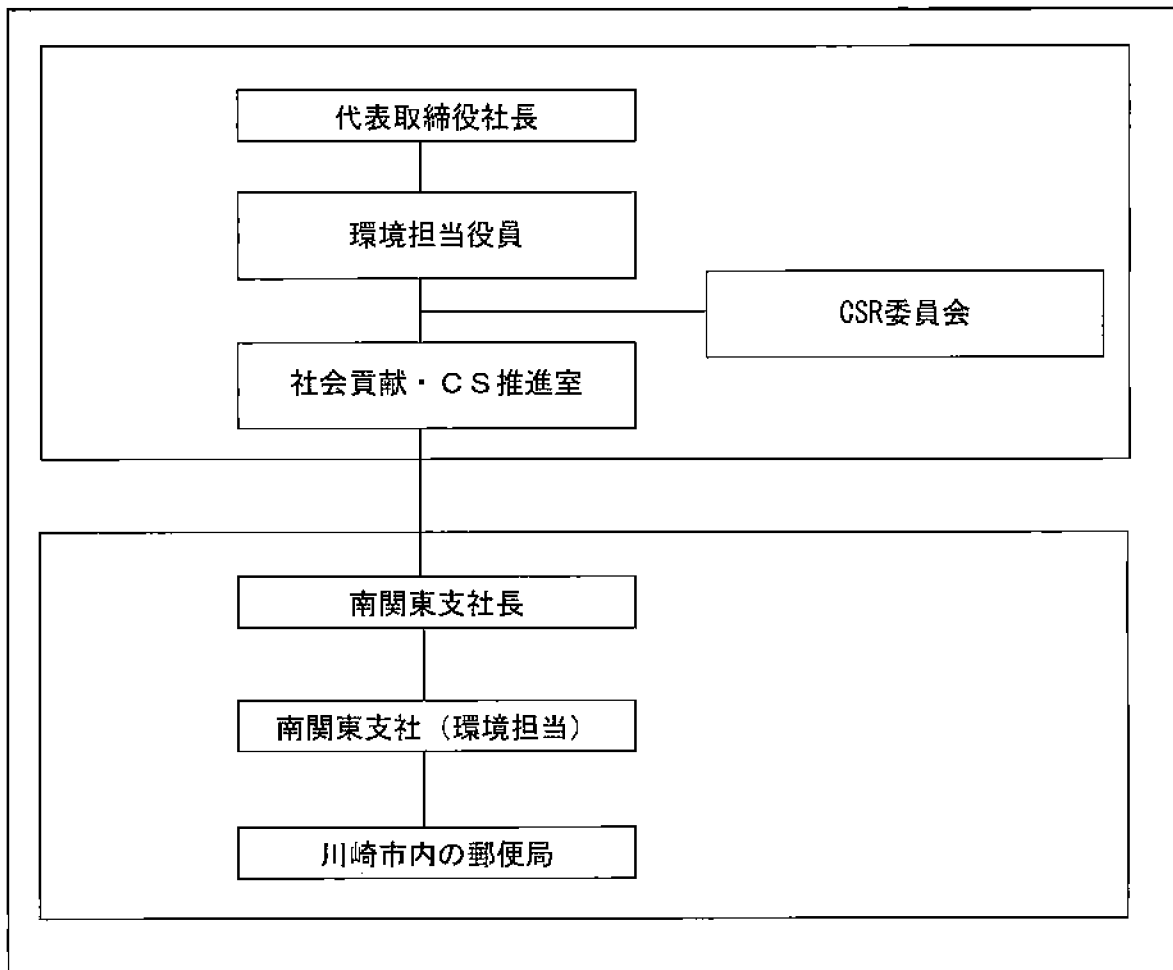 代表取締役社長
環境担当役員
CSR委員会
社会貢献・ＣＳ推進室
南関東支社長
南関東支社（環境担当）
川崎市内の郵便局